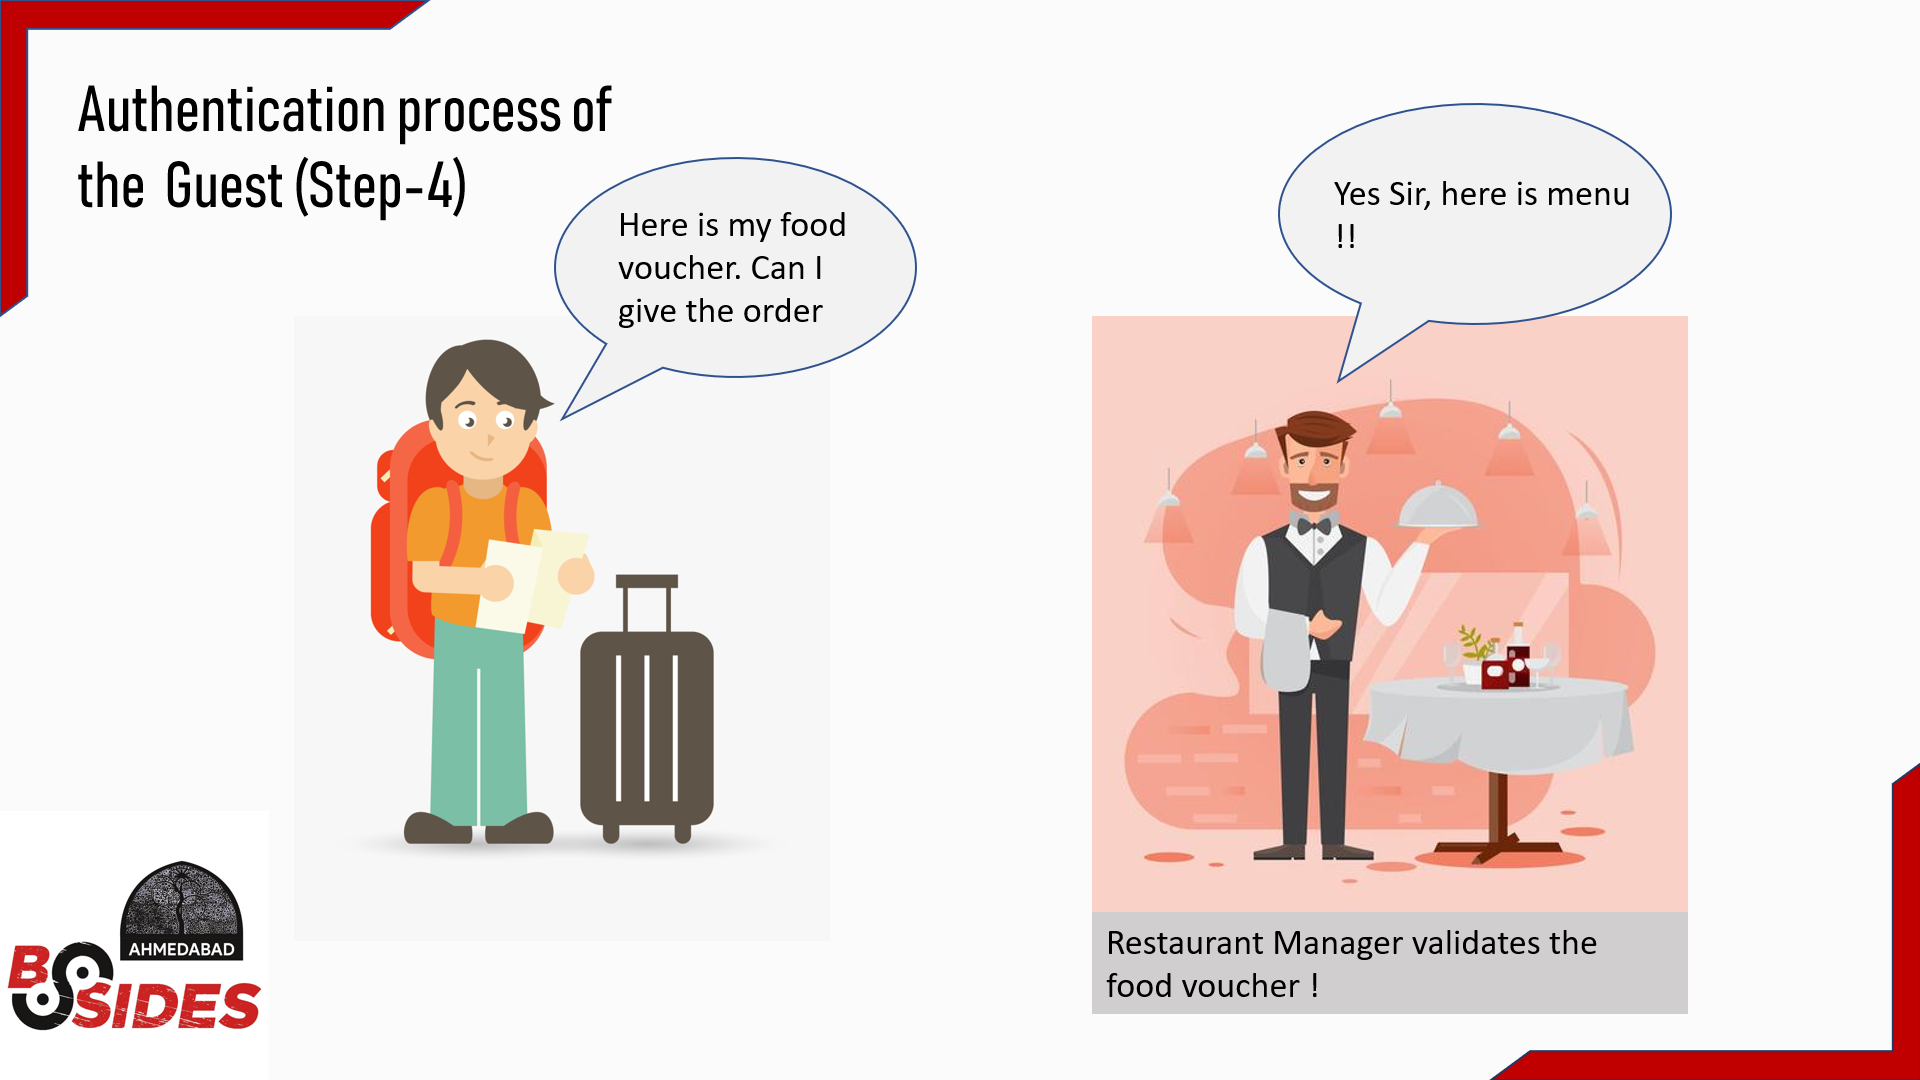 Authentication process of
the Guest (Step-4)
Here is my food
voucher. Can I
give the order
Yes Sir, here is menu
!!
Restaurant Manager validates the
food voucher !
AHMEDABAD
BSIDES